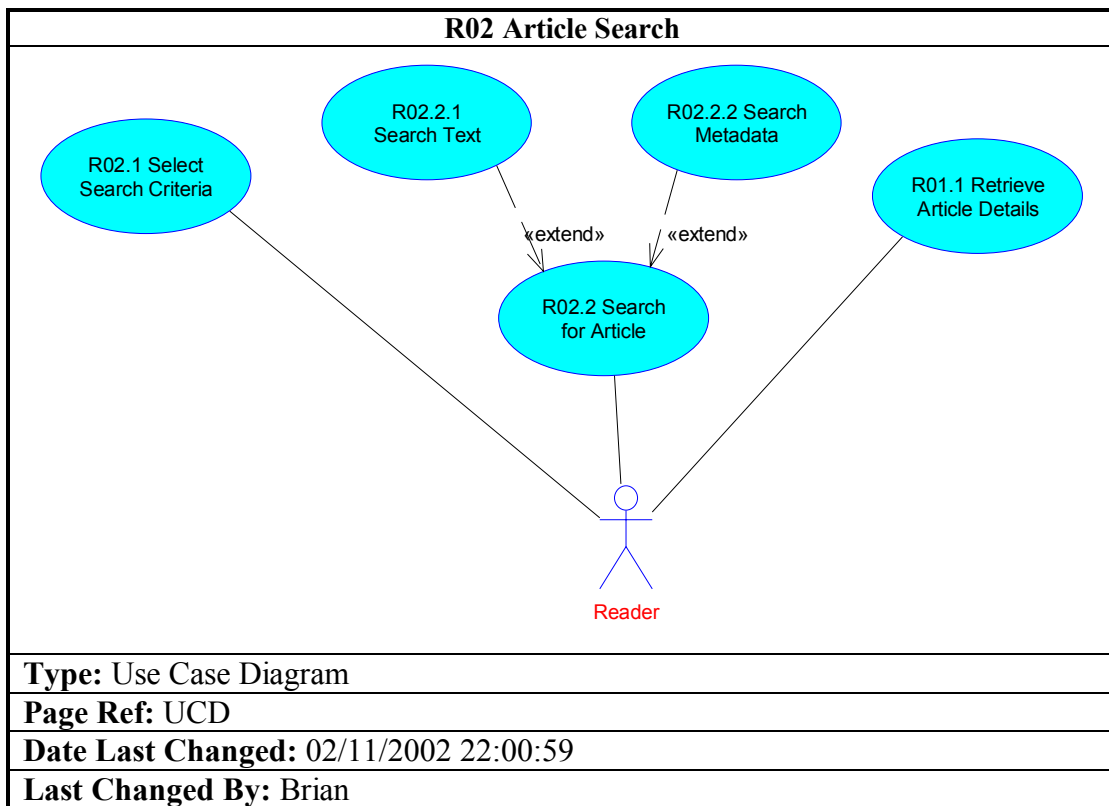 R02 Article Search
R02.2.1
Search Text
R02.2.2 Search
Metadata
R02.1 Select
Search Criteria
R01.1 Retrieve
Article Details
«extend»
«extend»
R02.2 Search
for Article
Reader
Type: Use Case Diagram
Page Ref: UCD
Date Last Changed: 02/11/2002 22:00:59
Last Changed By: Brian